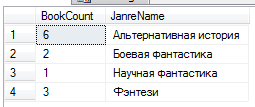 BookCount JanreName
1 6 Альтернативная история
2 2 Боевая фантастика
3 1 Научная фантастика
4 3 Фэнтези